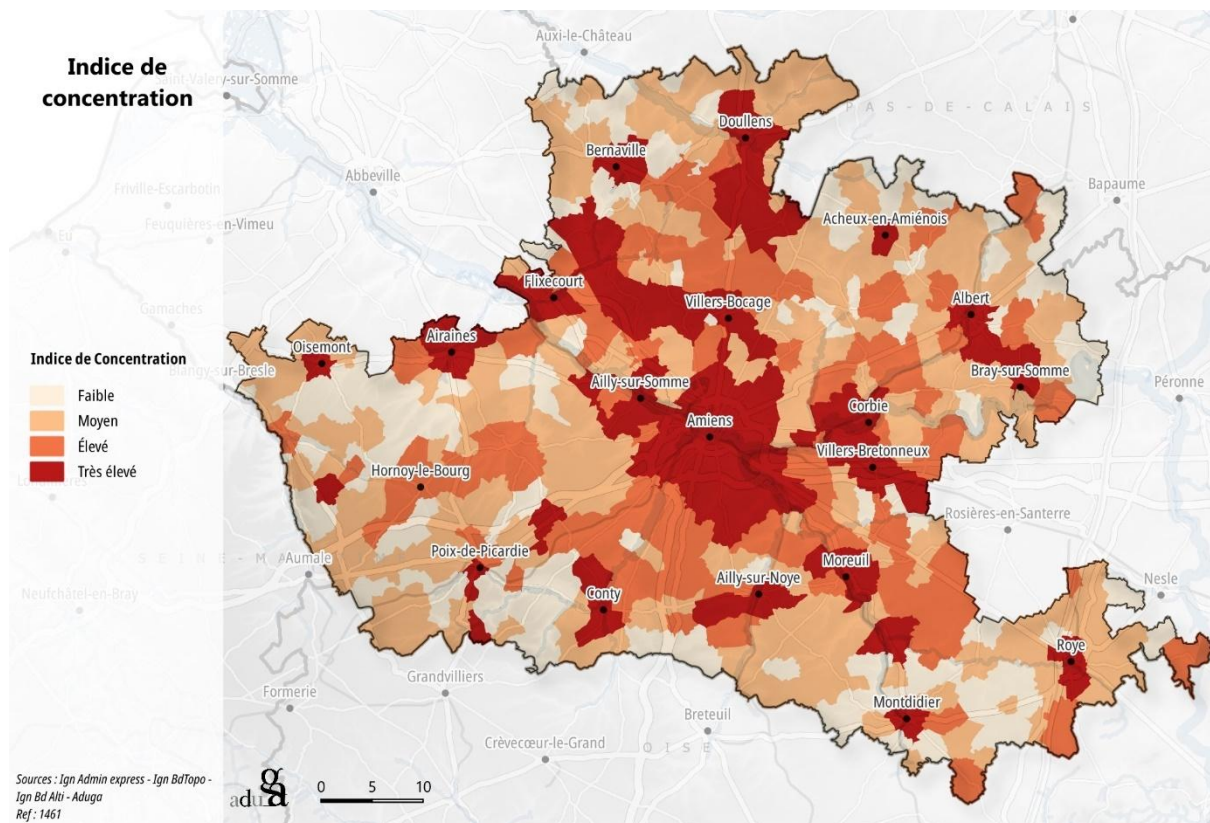 Indice de
concentration
Saint-Valery-sur-Somme
Auxi-le-Château
PAS-DE-CALAIS
Doullens
Bernaville
Abbeville
Friville-Escarbotin
Bapaume
Feuquières-en-Vimeu
Acheux-en-Amiénois
Eu
Flixecourt
Gamaches
Villers-Bocage
Albert
Airaines
Oisemont
Indice de Concentration
Blangy-sur-Bresle
Bray-sur-Somme
Péronne
Ailly-sur-Somme
Faible
Moyen
Corbie
Amiens
Élevé
Villers-Bretonneux
Très élevé
Hornoy-le-Bourg
Rosières-en-Santerre
Aumale
Poix-de-Picardie
Moreuil
Ailly-sur-Noye
Nesle
Neufchâtel-en-Bray
Conty
Roye
Grandvilliers
Formerie
Montdidier
Breteuil
Crèvecœur-le-Grand
OISE
Sources : Ign Admin express - Ign BdTopo -
Ign Bd Alti - Aduga
Ref : 1461
aduga
0 5 10